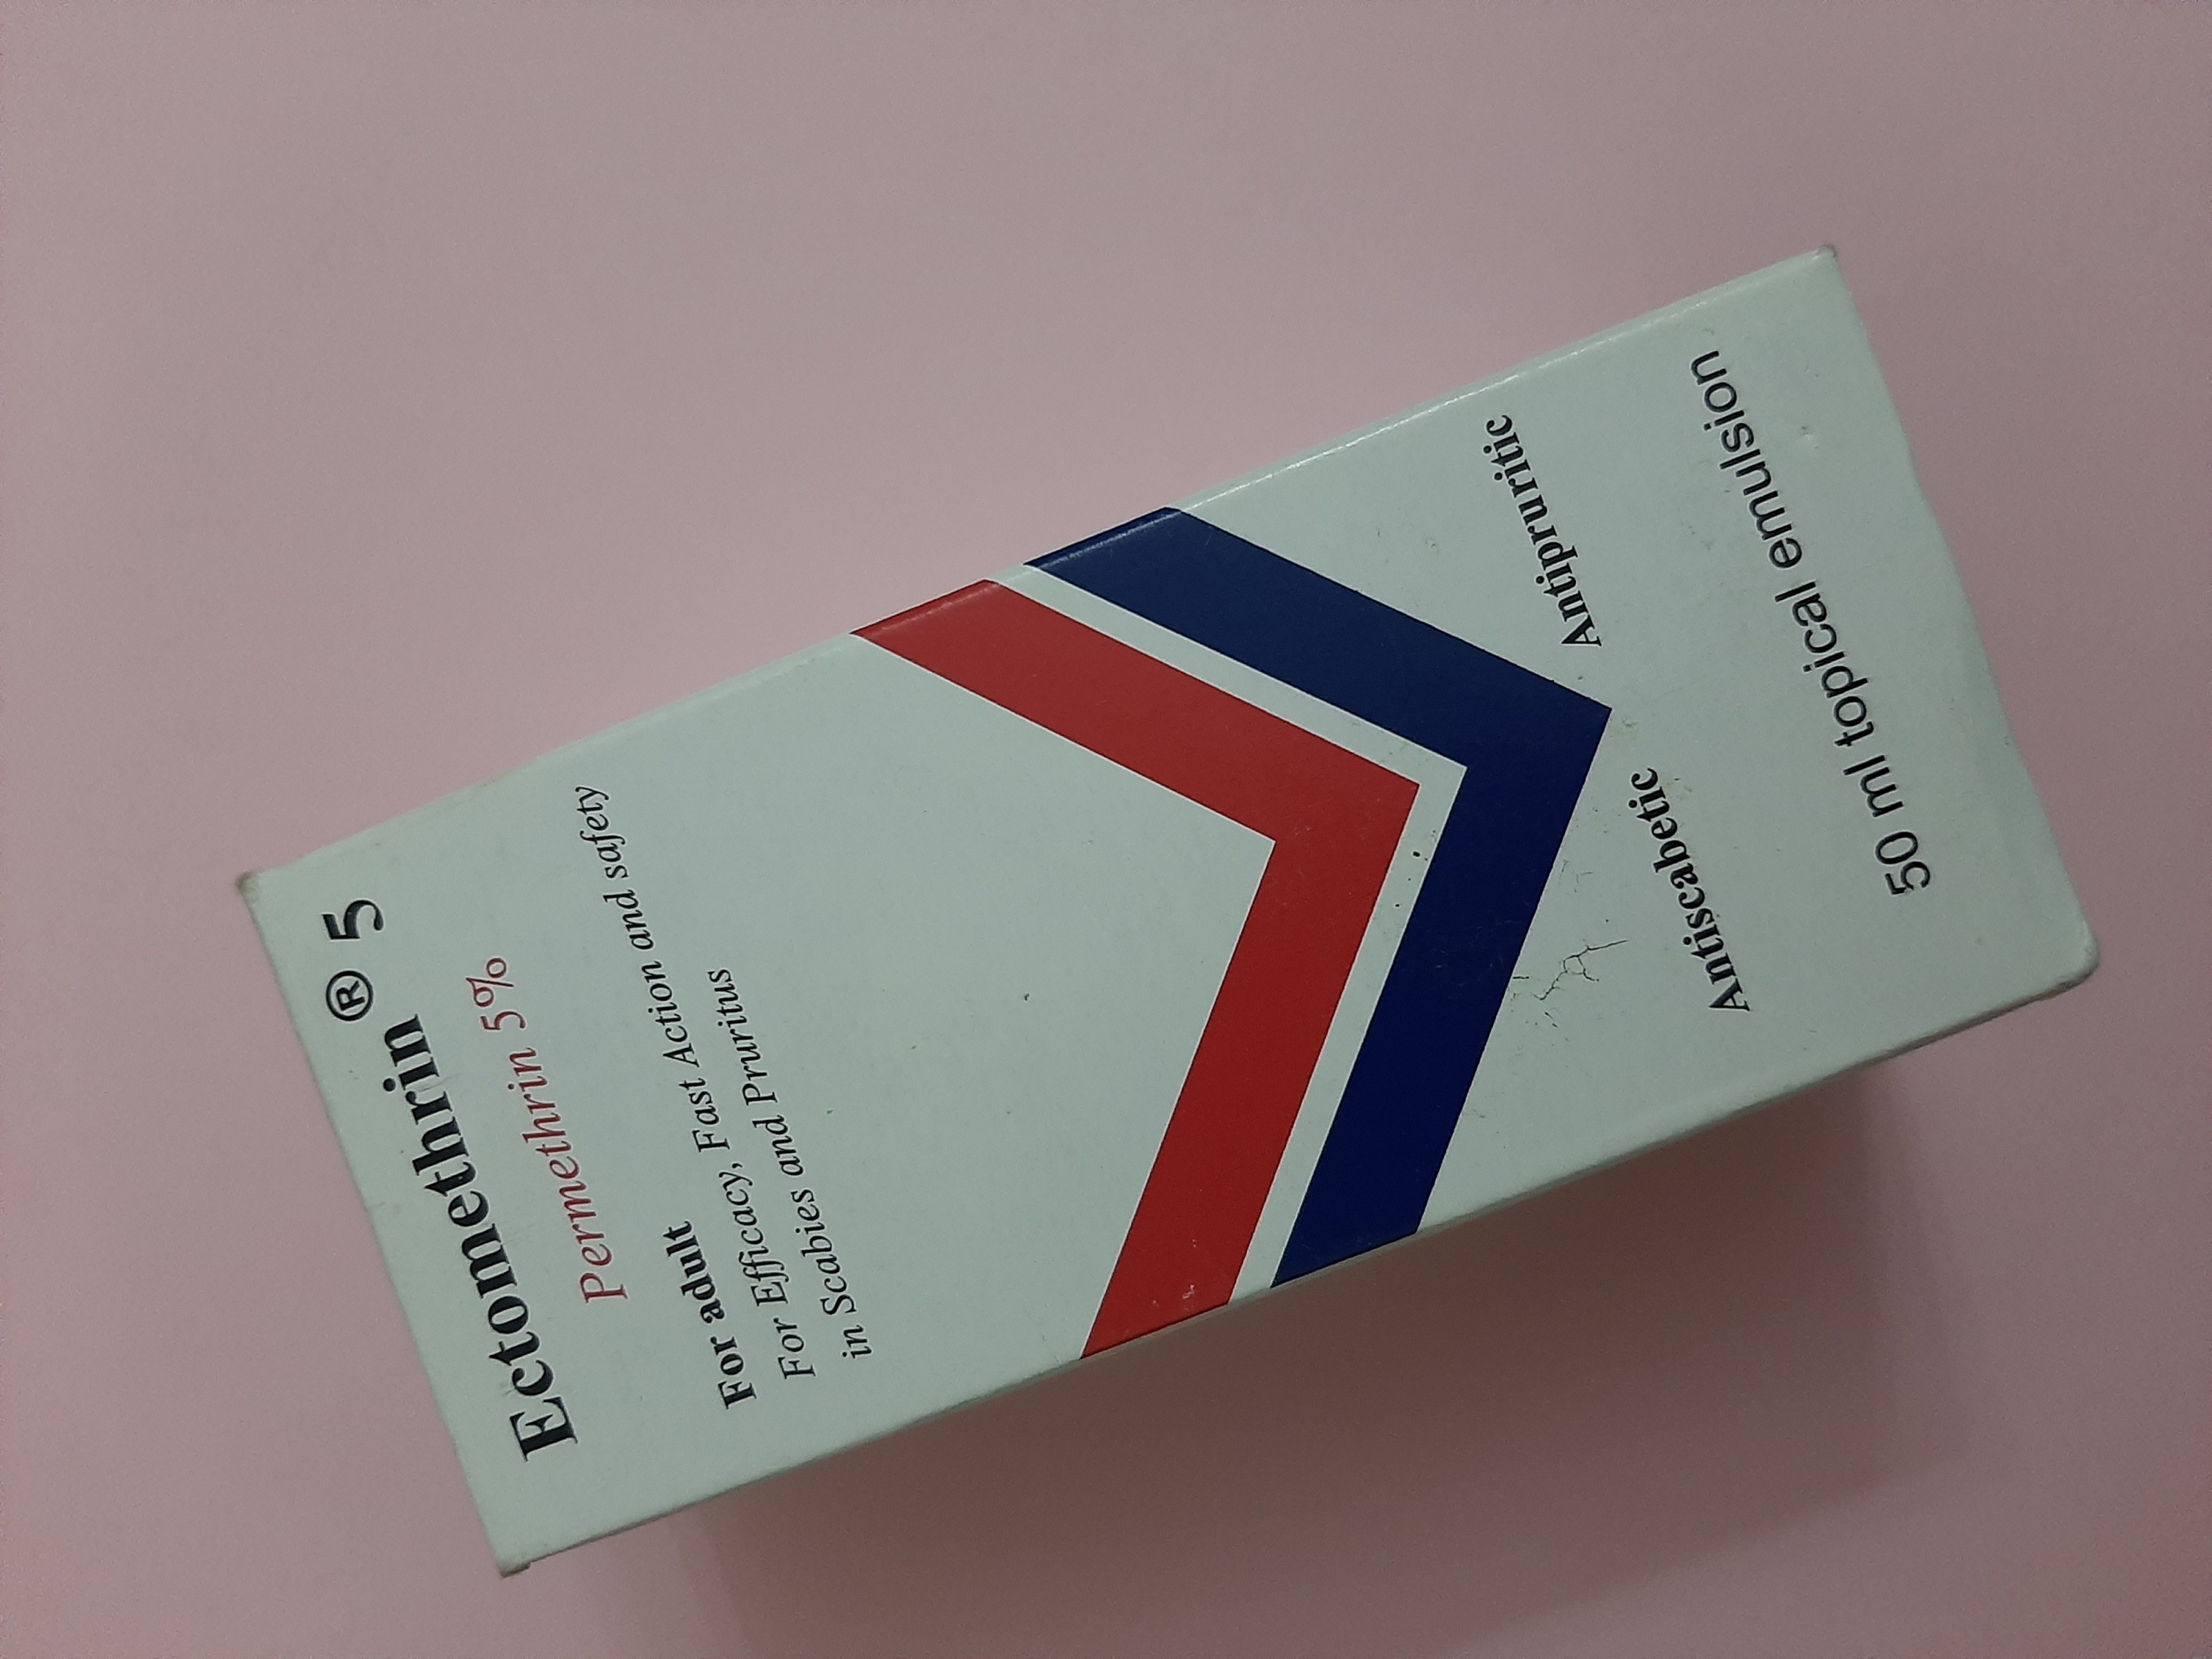 Ectomethrin ® 5
Permethrin 5%
For adult
For Efficacy, Fast Action and safety
in Scabies and Pruritus
Antiscabetic Antipruritic
50 ml topical emulsion